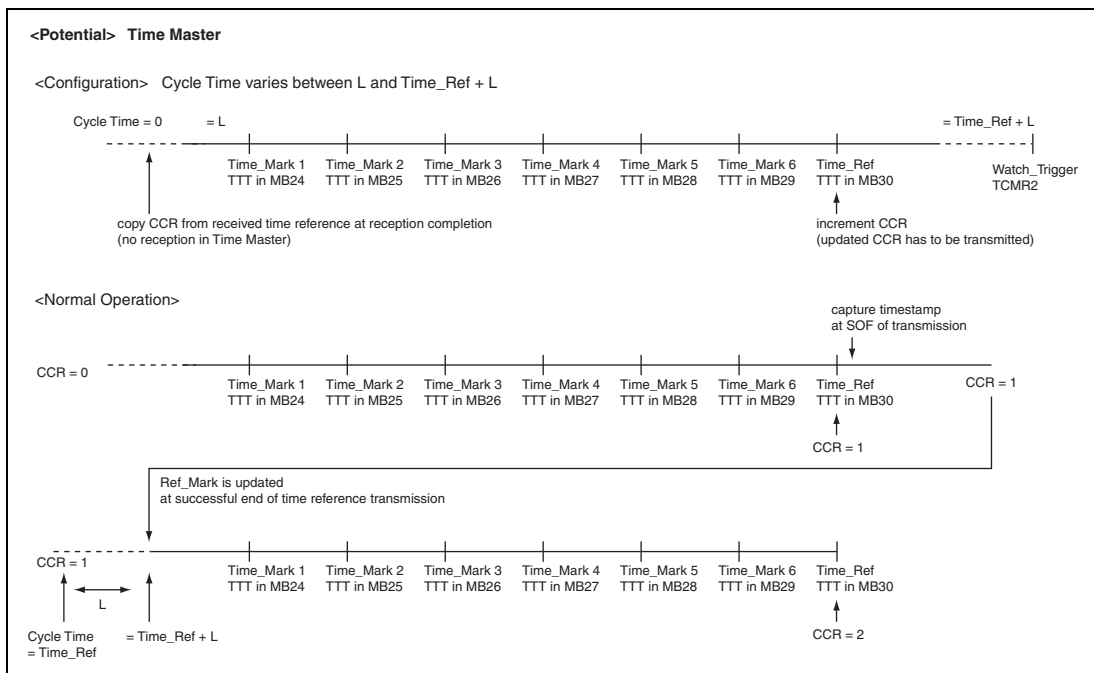 <Potential> Time Master
<Configuration> Cycle Time varies between L and Time_Ref + L
Cycle Time = 0
= L
= Time_Ref + L
Time_Mark 1
TTT in MB24
Time_Mark 2
TTT in MB25
Time_Mark 3
TTT in MB26
Time_Mark 4
TTT in MB27
Time_Mark 5
TTT in MB28
Time_Mark 6
TTT in MB29
Time_Ref
TTT in MB30
Watch_Trigger
TCMR2
copy CCR from received time reference at reception completion
(no reception in Time Master)
increment CCR
(updated CCR has to be transmitted)
<Normal Operation>
capture timestamp
at SOF of transmission
CCR = 0
Time_Mark 1
TTT in MB24
Time_Mark 2
TTT in MB25
Time_Mark 3
TTT in MB26
Time_Mark 4
TTT in MB27
Time_Mark 5
TTT in MB28
Time_Mark 6
TTT in MB29
Time_Ref
TTT in MB30
CCR = 1
CCR = 1
Ref_Mark is updated
at successful end of time reference transmission
CCR = 1
Time_Mark 1
TTT in MB24
Time_Mark 2
TTT in MB25
Time_Mark 3
TTT in MB26
Time_Mark 4
TTT in MB27
Time_Mark 5
TTT in MB28
Time_Mark 6
TTT in MB29
Time_Ref
TTT in MB30
L
Cycle Time
= Time_Ref
= Time_Ref + L
CCR = 2